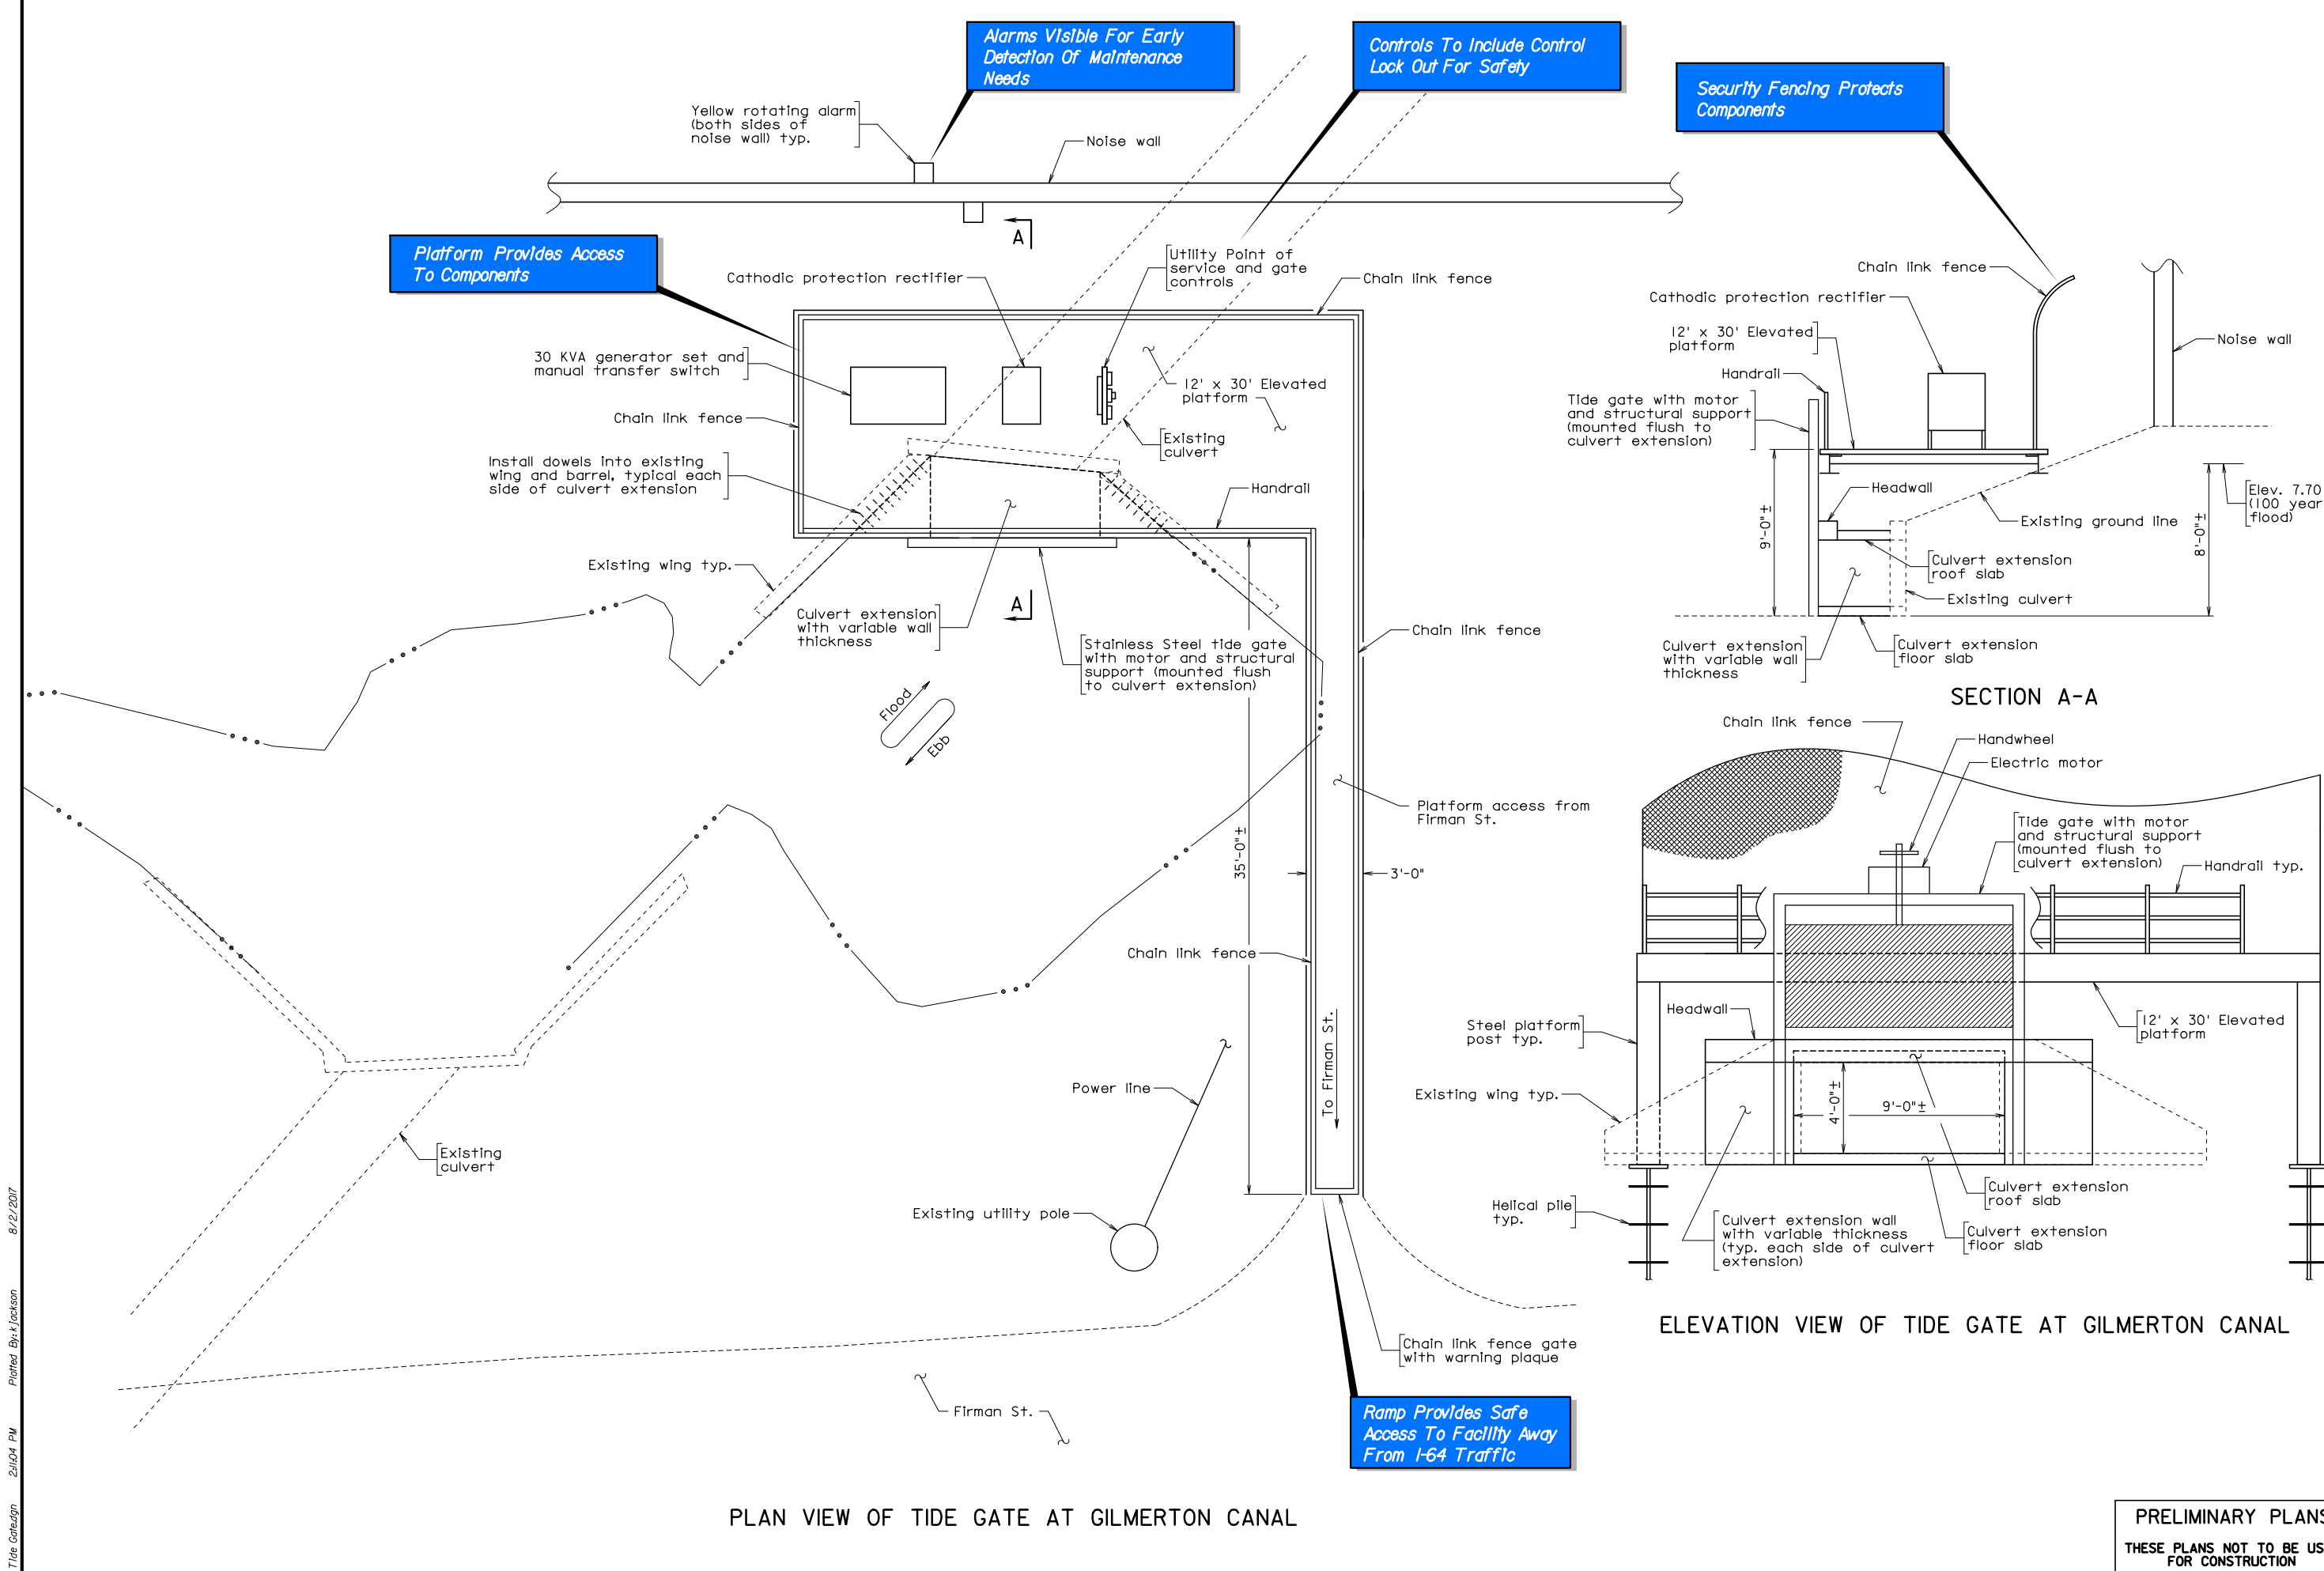 Alarms Visible For Early
Detection Of Maintenance
Needs
Controls To Include Control
Lock Out For Safety
Security Fencing Protects
Components
Platform Provides Access
To Components
Yellow rotating alarm
(both sides of
noise wall) typ.
Noise wall
A
Cathodic protection rectifier
Utility Point of
service and gate
controls
Chain link fence
30 KVA generator set and
manual transfer switch
12' x 30' Elevated
platform
Chain link fence
Existing
culvert
Install dowels into existing
wing and barrel, typical each
side of culvert extension
Handrail
Existing wing typ.
Culvert extension
with variable wall
thickness
A
Stainless Steel tide gate
with motor and structural
support (mounted flush
to culvert extension)
Chain link fence
Flood
Ebb
Platform access from
Firman St.
35'-0"±
3'-0"
Chain link fence
To Firman St.
Power line
Existing
culvert
Existing utility pole
Chain link fence gate
with warning plaque
Firman St.
Ramp Provides Safe
Access To Facility Away
From I-64 Traffic
PLAN VIEW OF TIDE GATE AT GILMERTON CANAL
Chain link fence
Cathodic protection rectifier
12' x 30' Elevated
platform
Noise wall
Handrail
Tide gate with motor
and structural support
(mounted flush to
culvert extension)
Headwall
Elev. 7.70
(100 year
flood)
9'-0"±
8'-0"±
Existing ground line
Culvert extension
roof slab
Existing culvert
Culvert extension
with variable wall
thickness
Culvert extension
floor slab
SECTION A-A
Chain link fence
Handwheel
Electric motor
Tide gate with motor
and structural support
(mounted flush to
culvert extension)
Handrail typ.
Headwall
Steel platform
post typ.
12' x 30' Elevated
platform
Existing wing typ.
4'-0"±
9'-0"±
Helical pile
typ.
Culvert extension
roof slab
Culvert extension wall
with variable thickness
(typ. each side of culvert
extension)
Culvert extension
floor slab
ELEVATION VIEW OF TIDE GATE AT GILMERTON CANAL
PRELIMINARY PLANS
THESE PLANS NOT TO BE US
FOR CONSTRUCTION
Tide Gate.dgn 2:11:04 PM Plotted By: kjackson 8/2/2017